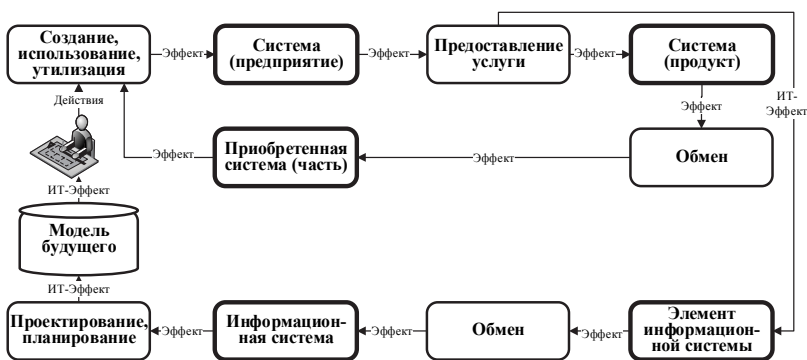 Создание,
использование,
утилизация
Эффект
Система
(предприятие)
Эффект
Предоставление
услуги
Эффект
Система
(продукт)
ИТ-
Эффект
Эффект
Действия
Приобретенная
система (часть)
Эффект
Эффект
Обмен
ИТ-Эффект
Модель
будущего
ИТ-Эффект
Проектирование,
планирование
Эффект
Информацион-
ная система
Эффект
Обмен
Эффект
Элемент
информацион-
ной системы